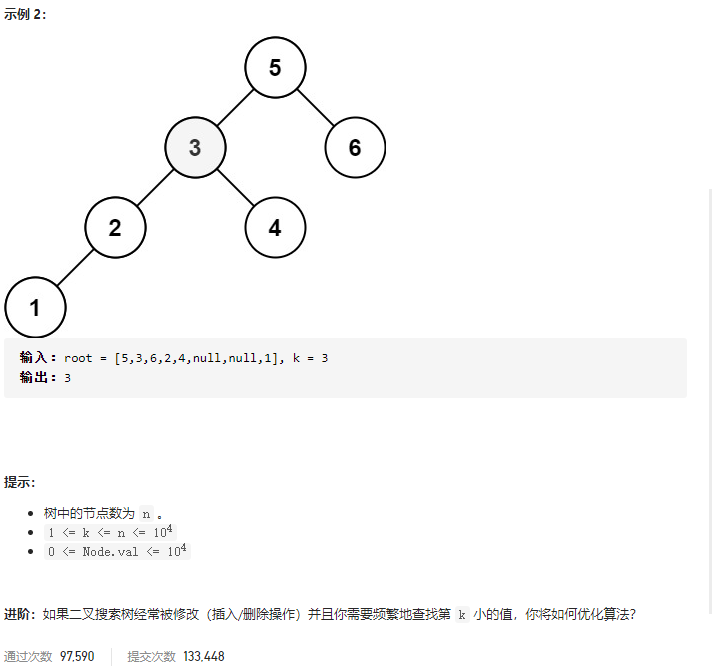 示例 2：
5
3
6
2
4
1
输入：root = [5,3,6,2,4,null,null,1], k = 3
输出：3
提示：
树中的节点数为 n 。
1 <= k <= n <= 10⁴
0 <= Node.val <= 10⁴
进阶：如果二叉搜索树经常被修改（插入/删除操作）并且你需要频繁地查找第 k 小的值，你将如何优化算法？
通过次数 97,590 提交次数 133,448